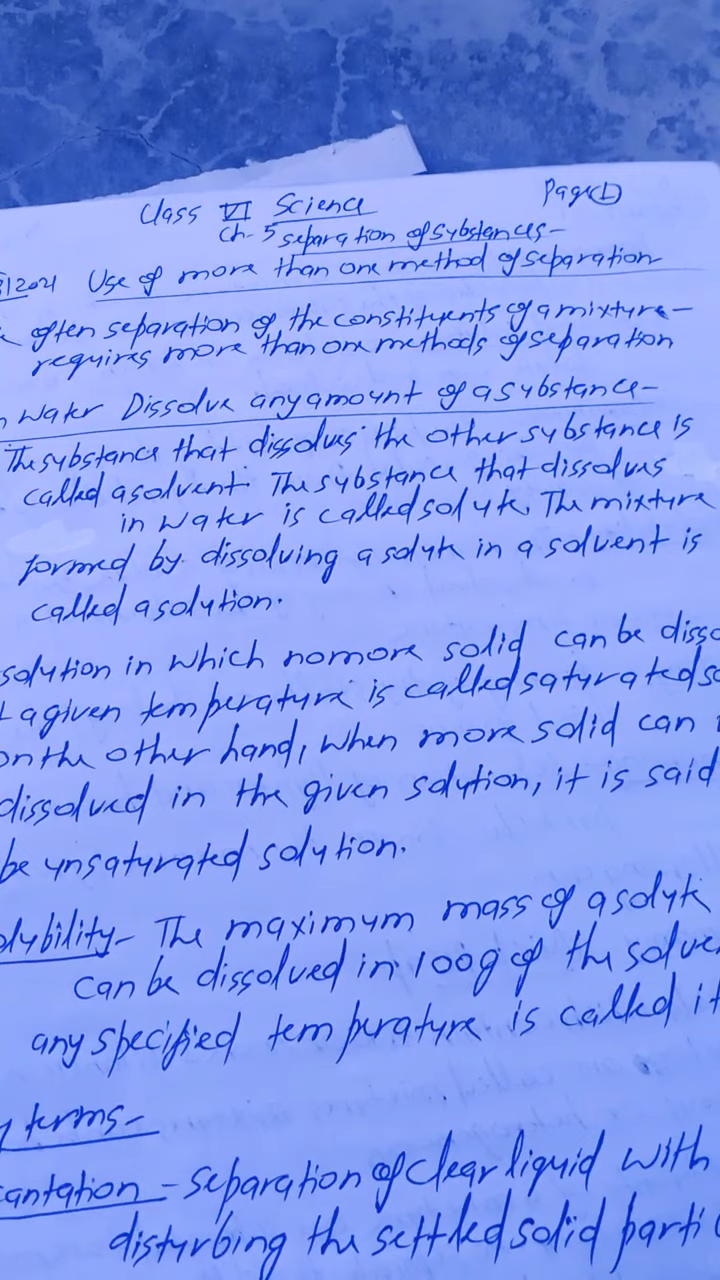 Class VI Science Page 1
Ch-5 separation of substances-
2021 Use of more than one method of separation
often separation of the constituents of a mixture-
requires more than one methods of separation
Water Dissolve any amount of a substance-
The substance that dissolves the other substance is
called a solvent. The substance that dissolves
in water is called solute. The mixture
formed by dissolving a solute in a solvent is
called a solution.
solution in which no more solid can be disso
t a given temperature is called saturated so
on the other hand, when more solid can
dissolved in the given solution, it is said
be unsaturated solution.
olubility- The maximum mass of a solute
can be dissolved in 100g of the solve
any specified temperature is called it
y terms-
cantation - separation of clear liquid with
disturbing the settled solid parti